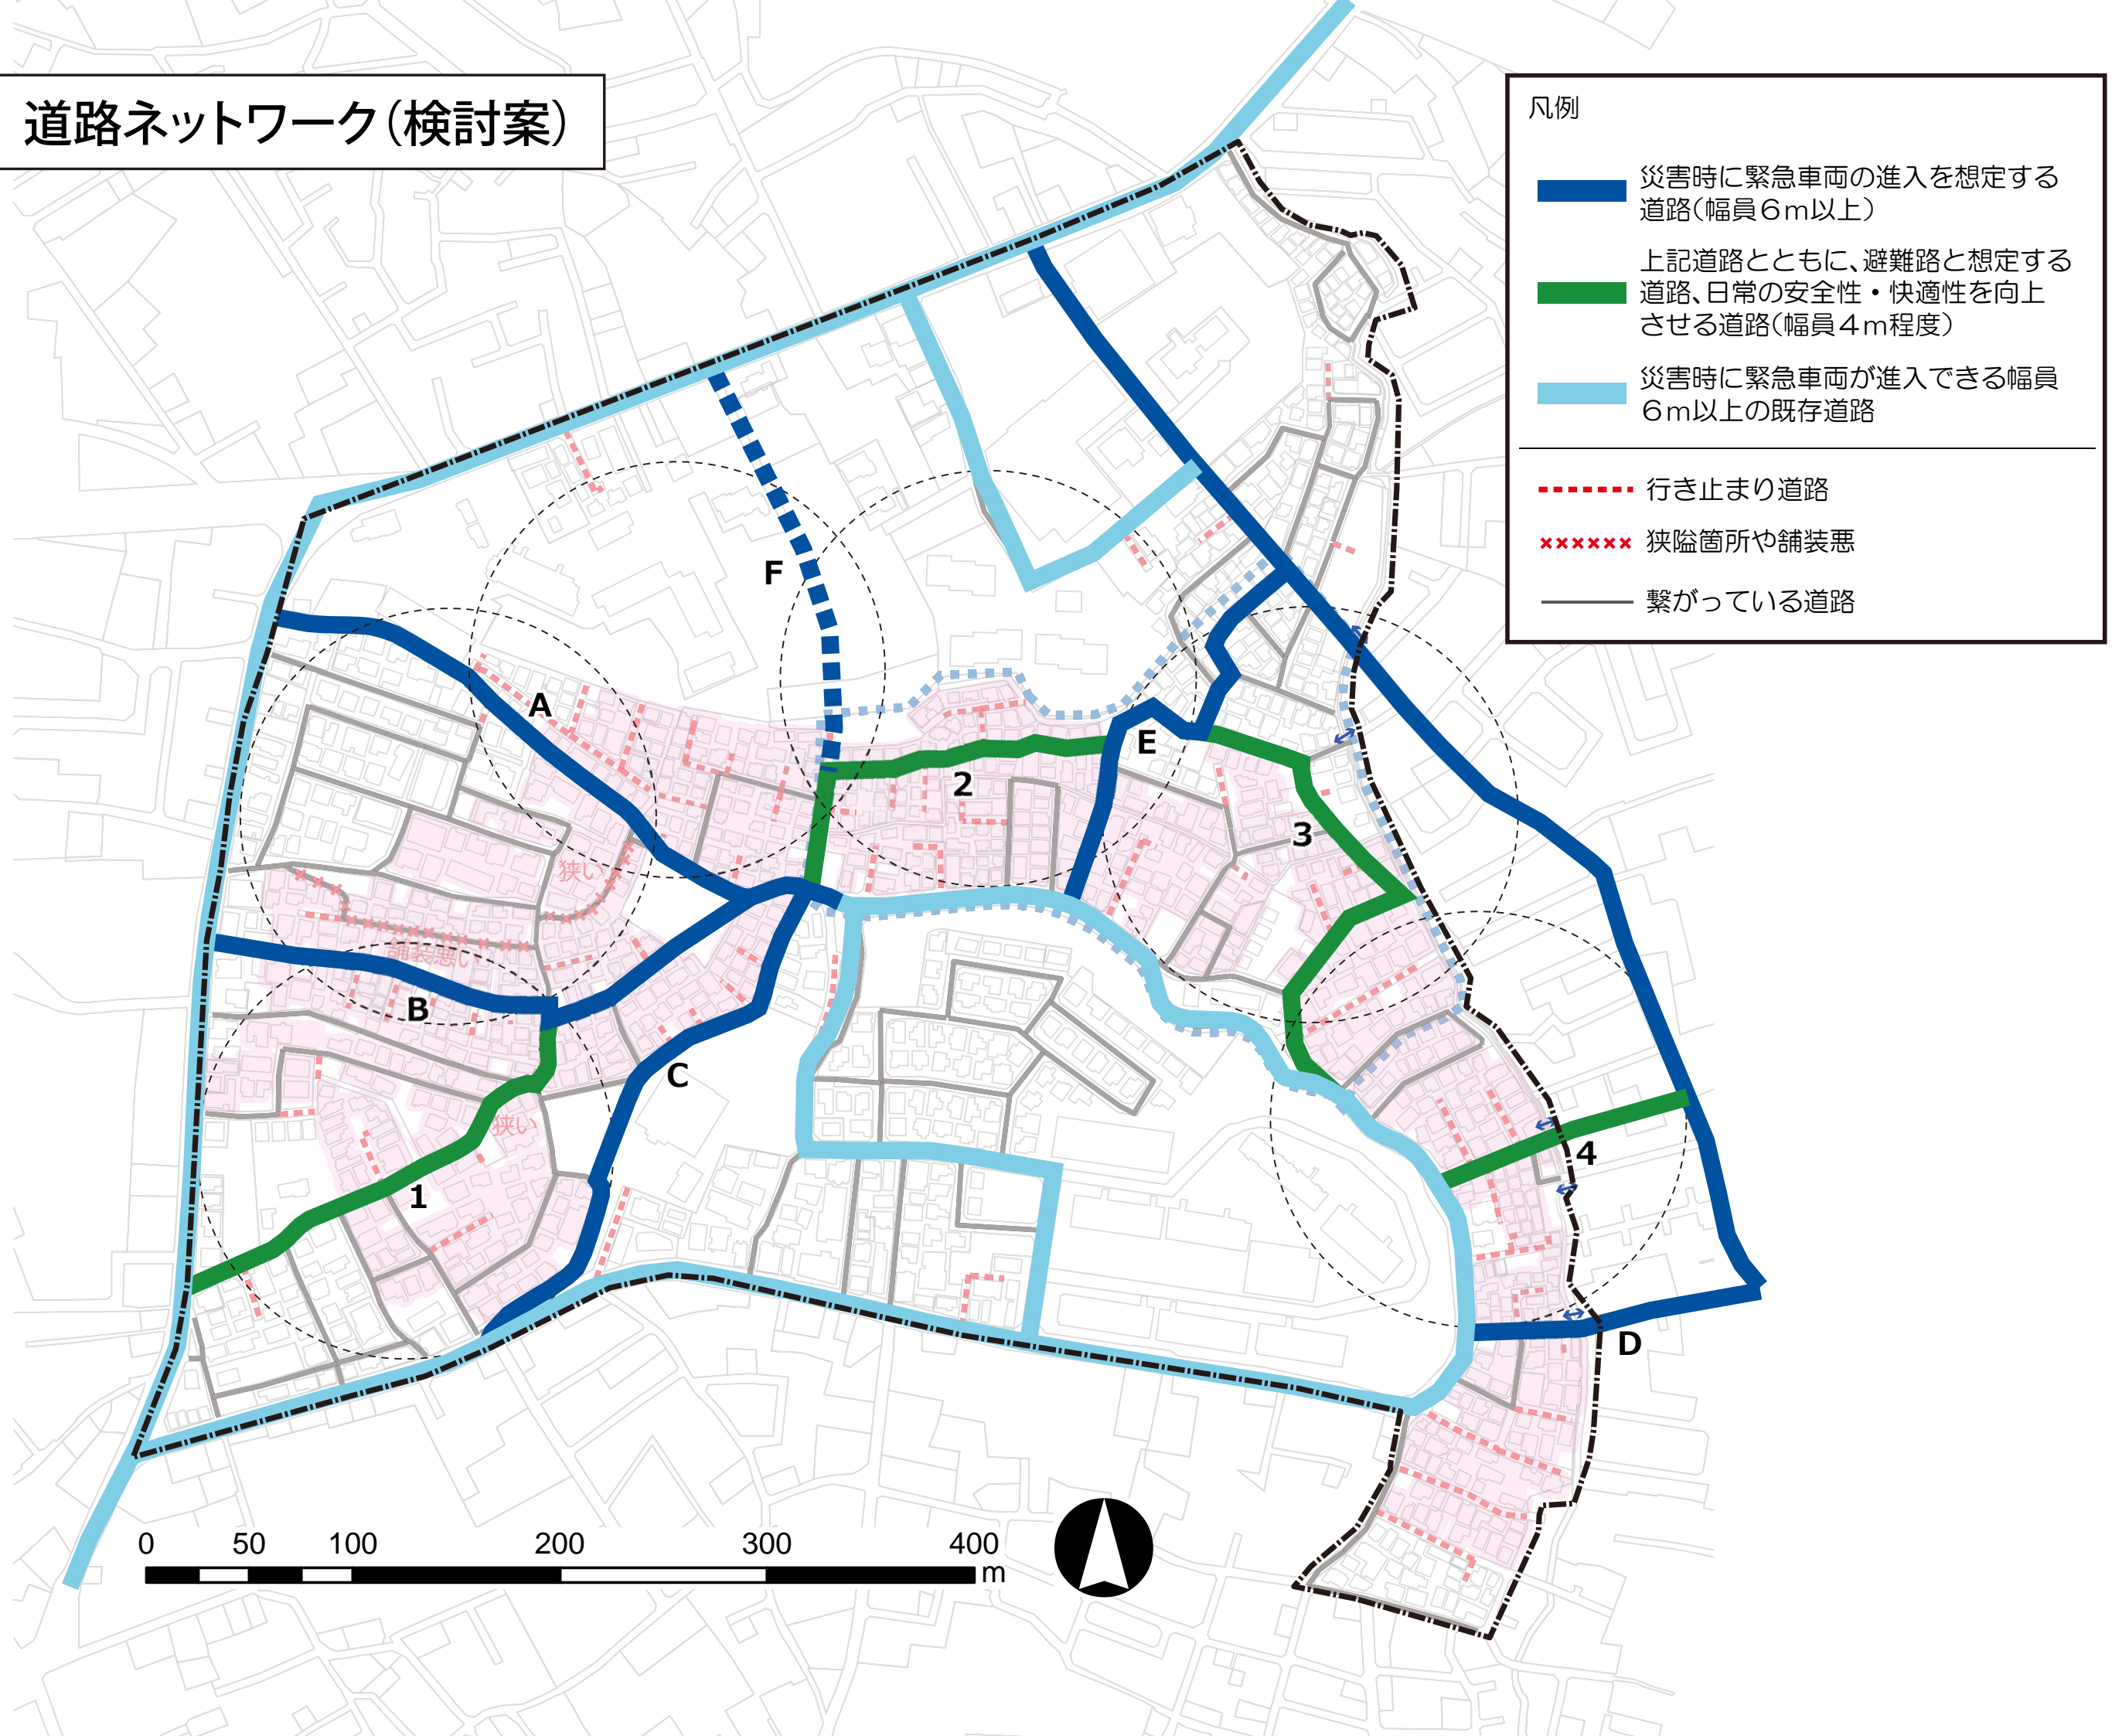 道路ネットワーク（検討案）
凡例
災害時に緊急車両の進入を想定する
道路（幅員６ｍ以上）
上記道路とともに、避難路と想定する
道路、日常の安全性・快適性を向上
させる道路（幅員４ｍ程度）
災害時に緊急車両が進入できる幅員
６ｍ以上の既存道路
行き止まり道路
狭隘箇所や舗装悪
繋がっている道路
F
A
E
2
3
狭い
舗装悪い
B
C
狭い
4
1
D
0 50 100 200 300 400
m